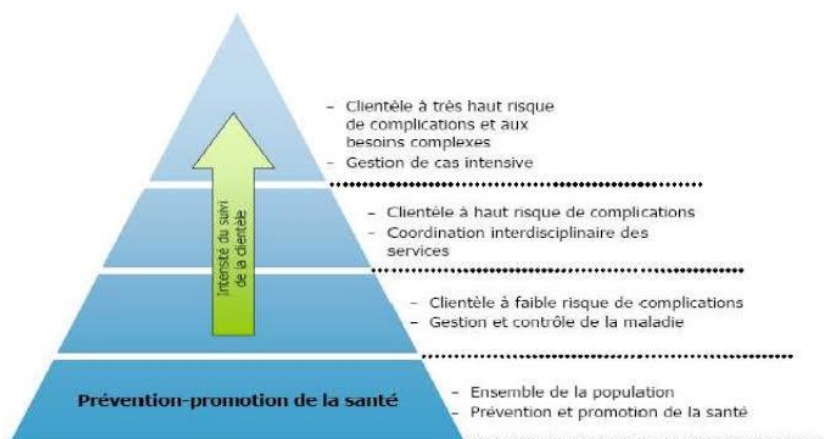 – Clientèle à très haut risque
de complications et aux
besoins complexes
– Gestion de cas intensive
– Clientèle à haut risque de complications
– Coordination interdisciplinaire des
services
Intensité du suivi
de la clientèle
– Clientèle à faible risque de complications
– Gestion et contrôle de la maladie
Prévention-promotion de la santé
– Ensemble de la population
– Prévention et promotion de la santé